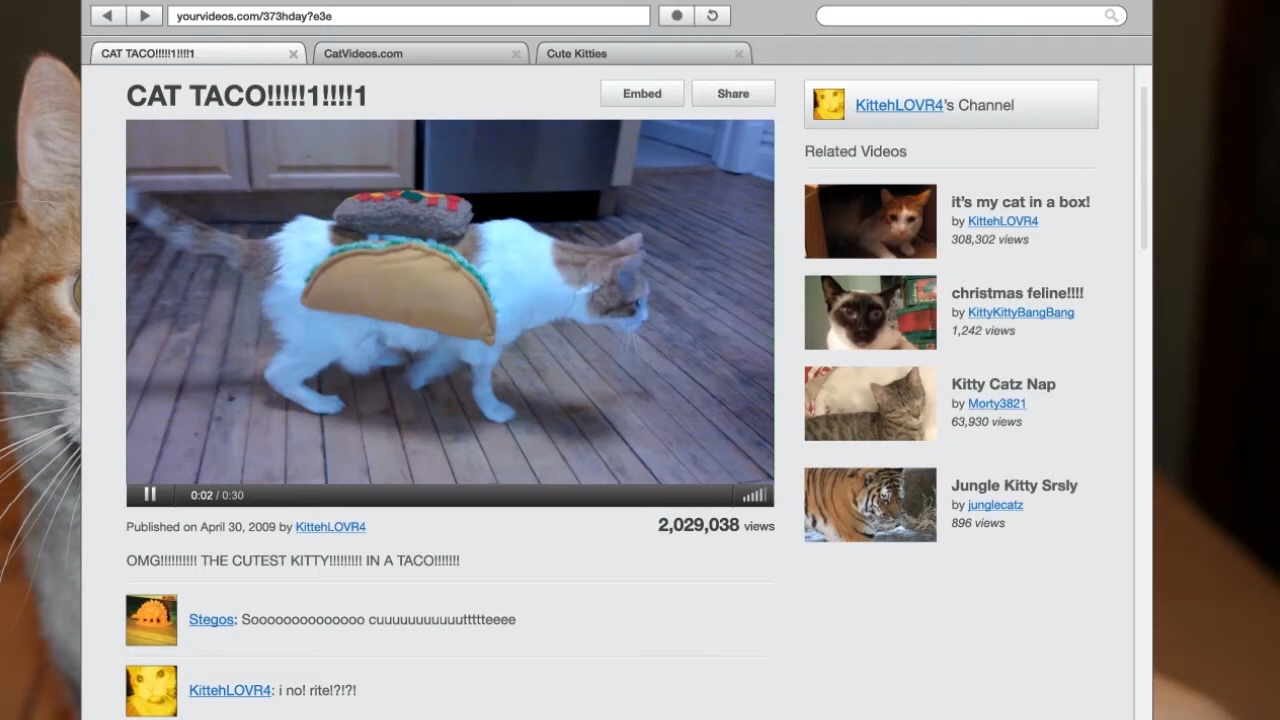 yourvideos.com/373hday?e3e
CAT TACO!!!!!1!!!!1
CatVideos.com
Cute Kitties
CAT TACO!!!!!1!!!!1
Embed
Share
KittehLOVR4's Channel
Related Videos
it's my cat in a box!
by KittehLOVR4
308,302 views
christmas feline!!!!
by KittyKittyBangBang
1,242 views
Kitty Catz Nap
by Morty3821
63,930 views
Jungle Kitty Srsly
by junglecatz
896 views
0:02 / 0:30
Published on April 30, 2009 by KittehLOVR4
2,029,038 views
OMG!!!!!!!!!! THE CUTEST KITTY!!!!!!!!! IN A TACO!!!!!!!
Stegos: Soooooooooooooo cuuuuuuuuuuuttttteeee
KittehLOVR4: i no! rite!?!?!